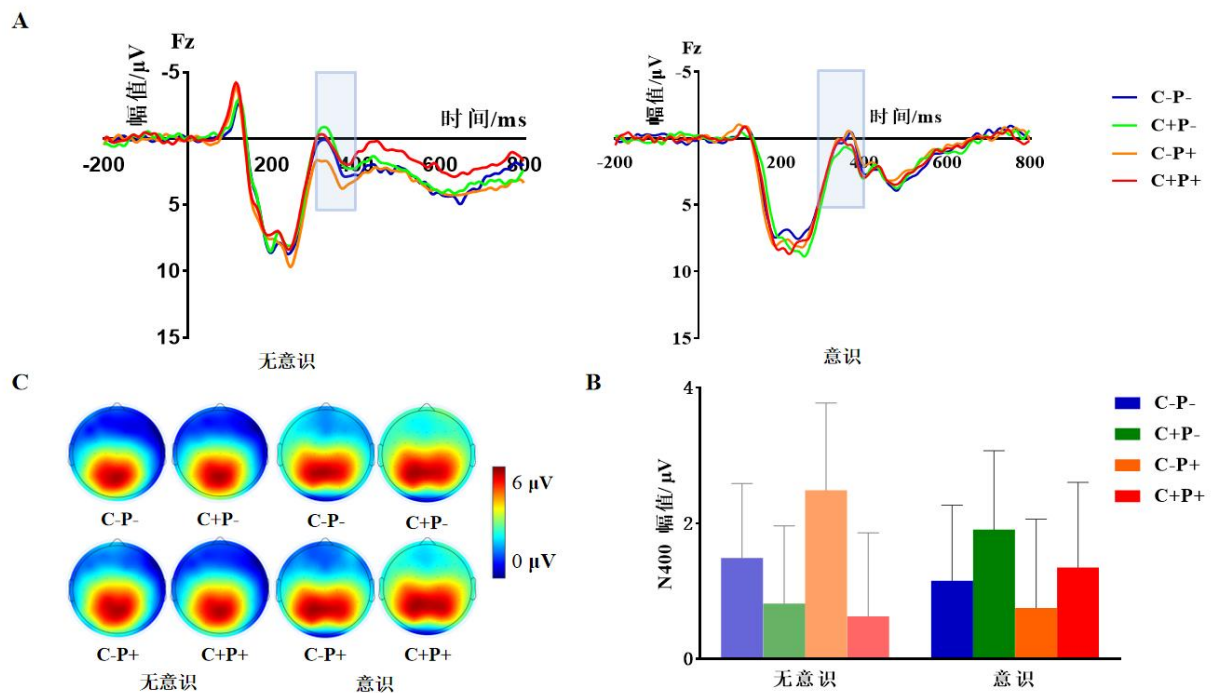 A
Fz
幅值/μV
-5
时间/ms
-200
200
400
800
5
10
15
无意识
Fz
幅值/μV
-5
时间/ms
-200
200
400
600
800
5
10
15
意识
C-P-
C+P-
C-P+
C+P+
C
C-P-
C+P-
C-P-
C+P-
C-P+
C+P+
C-P+
C+P+
无意识
意识
6 μV
0 μV
B
N400 幅值/μV
4
2
0
无意识
意识
C-P-
C+P-
C-P+
C+P+